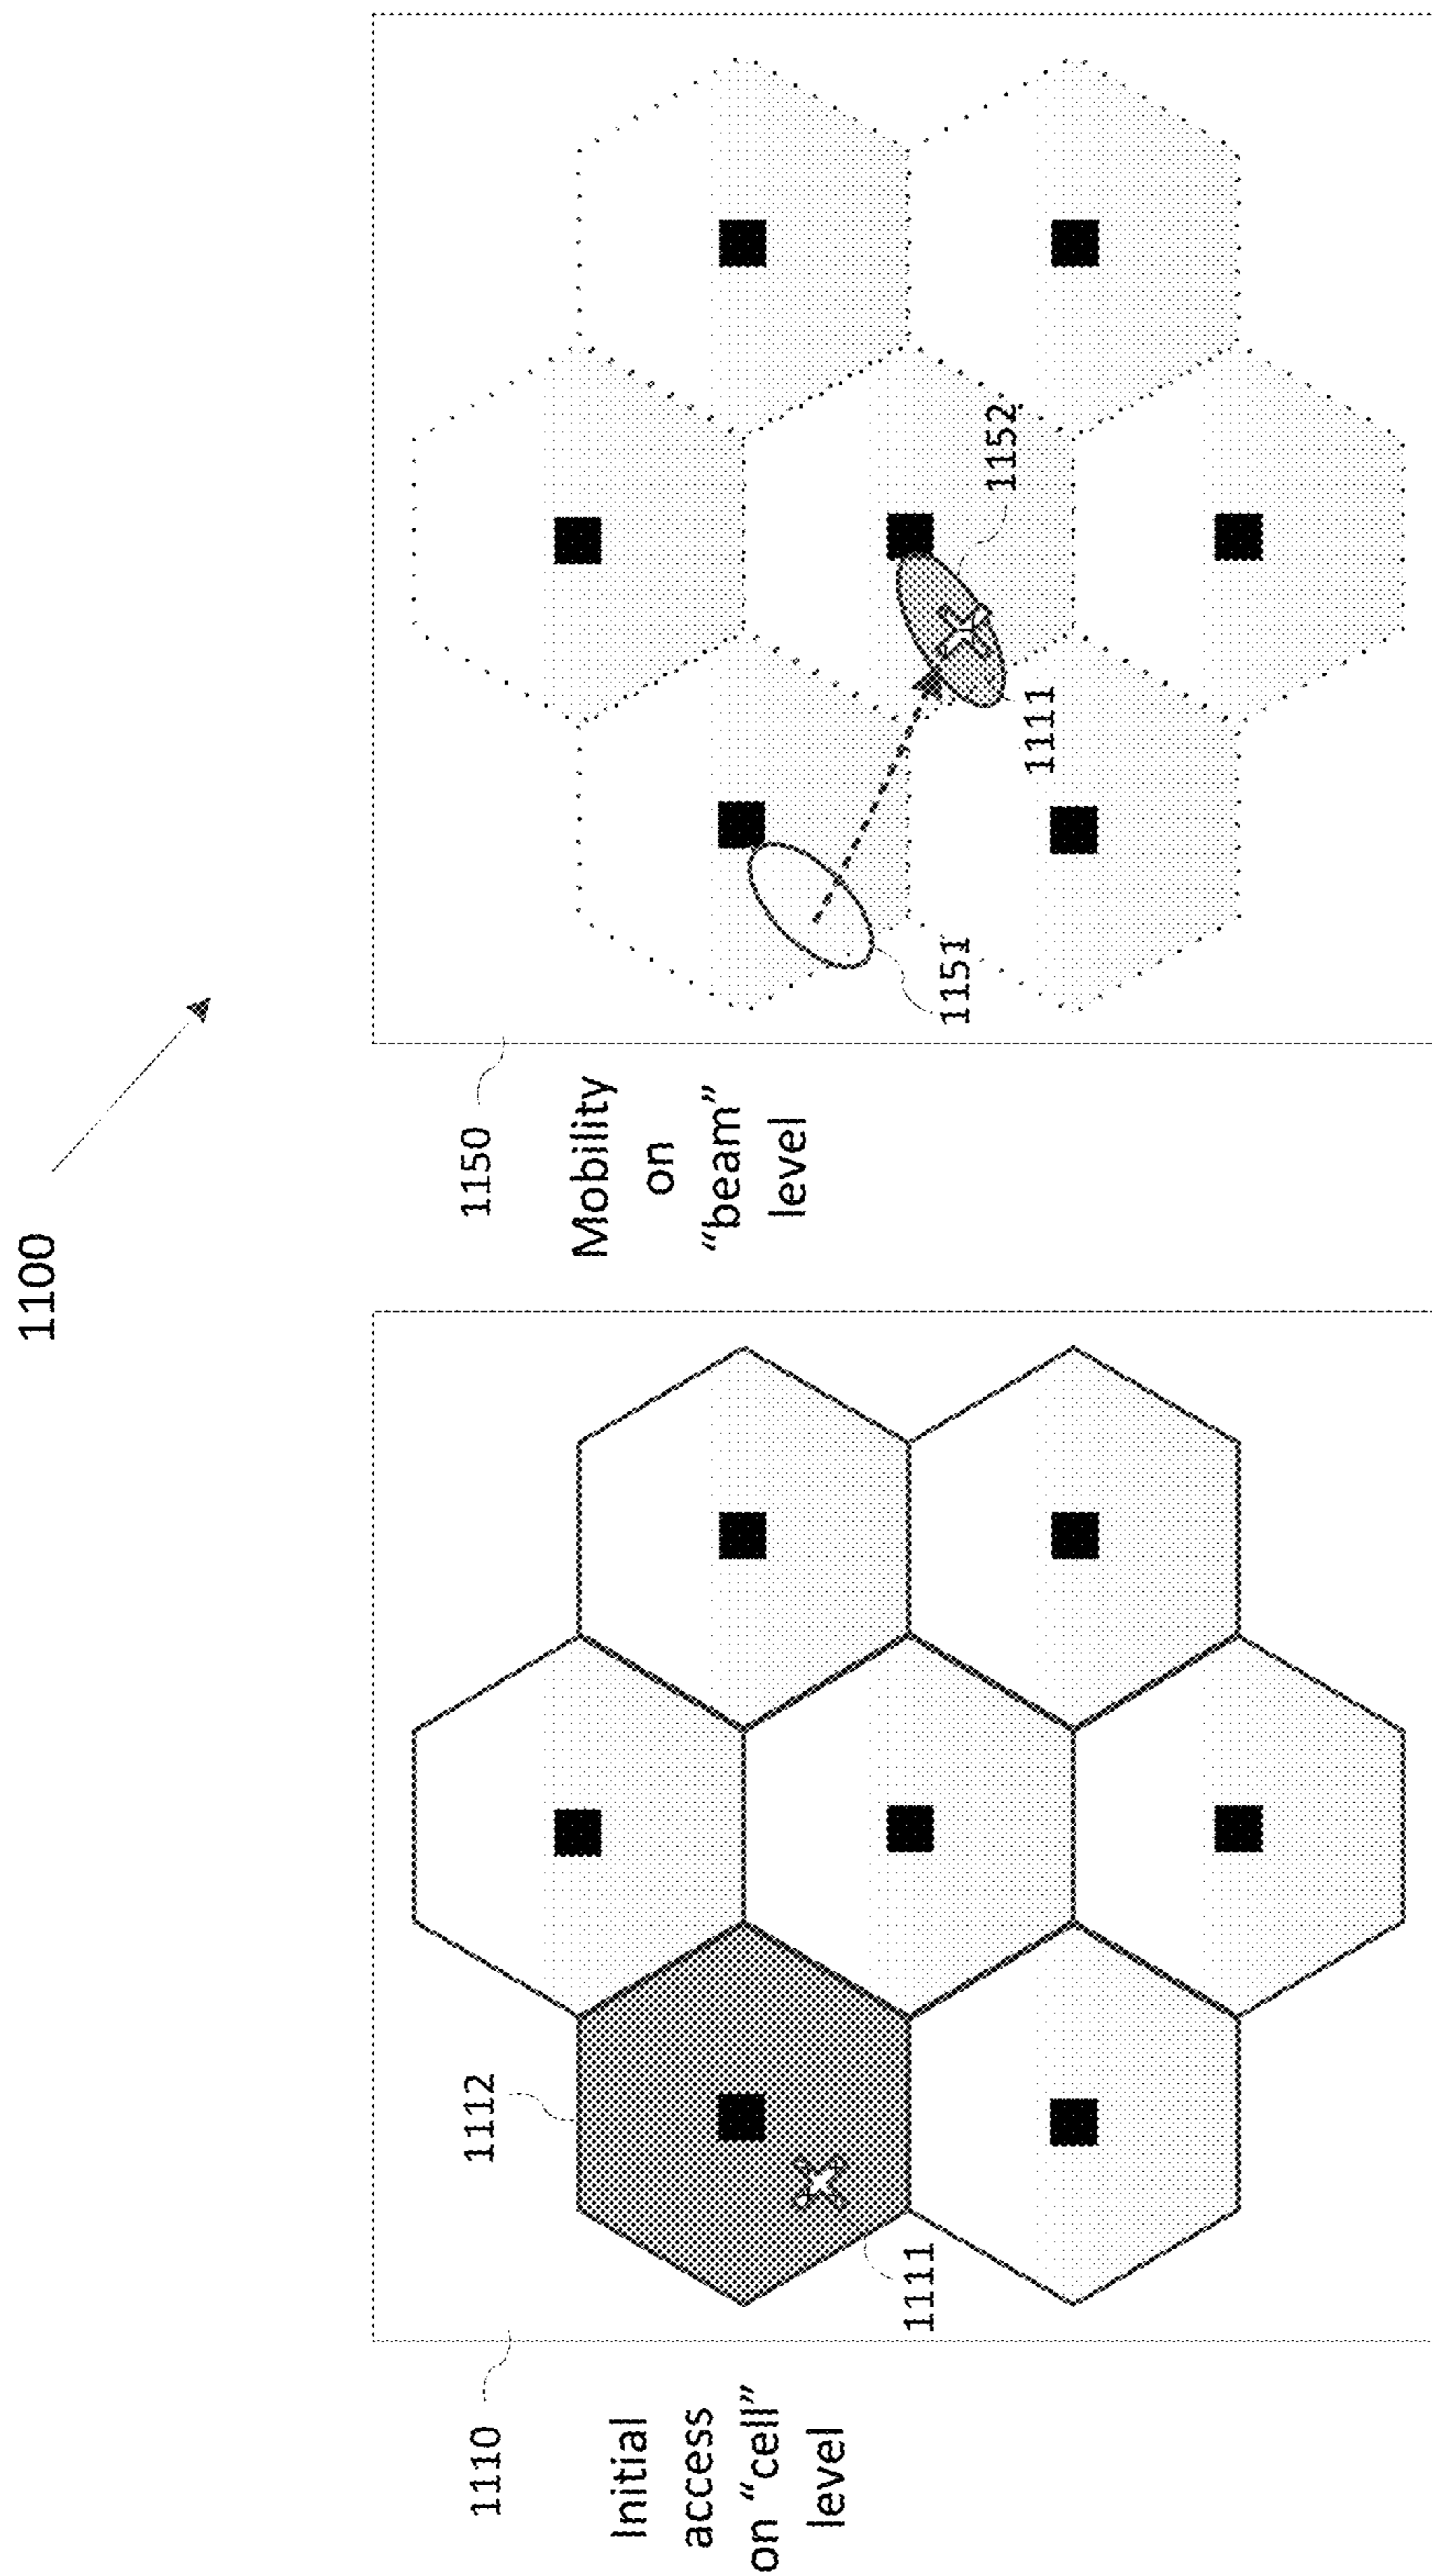 1100
1110
Initial
access
on “cell”
level
1112
1111
1150
Mobility
on
“beam”
level
1151
1111
1152